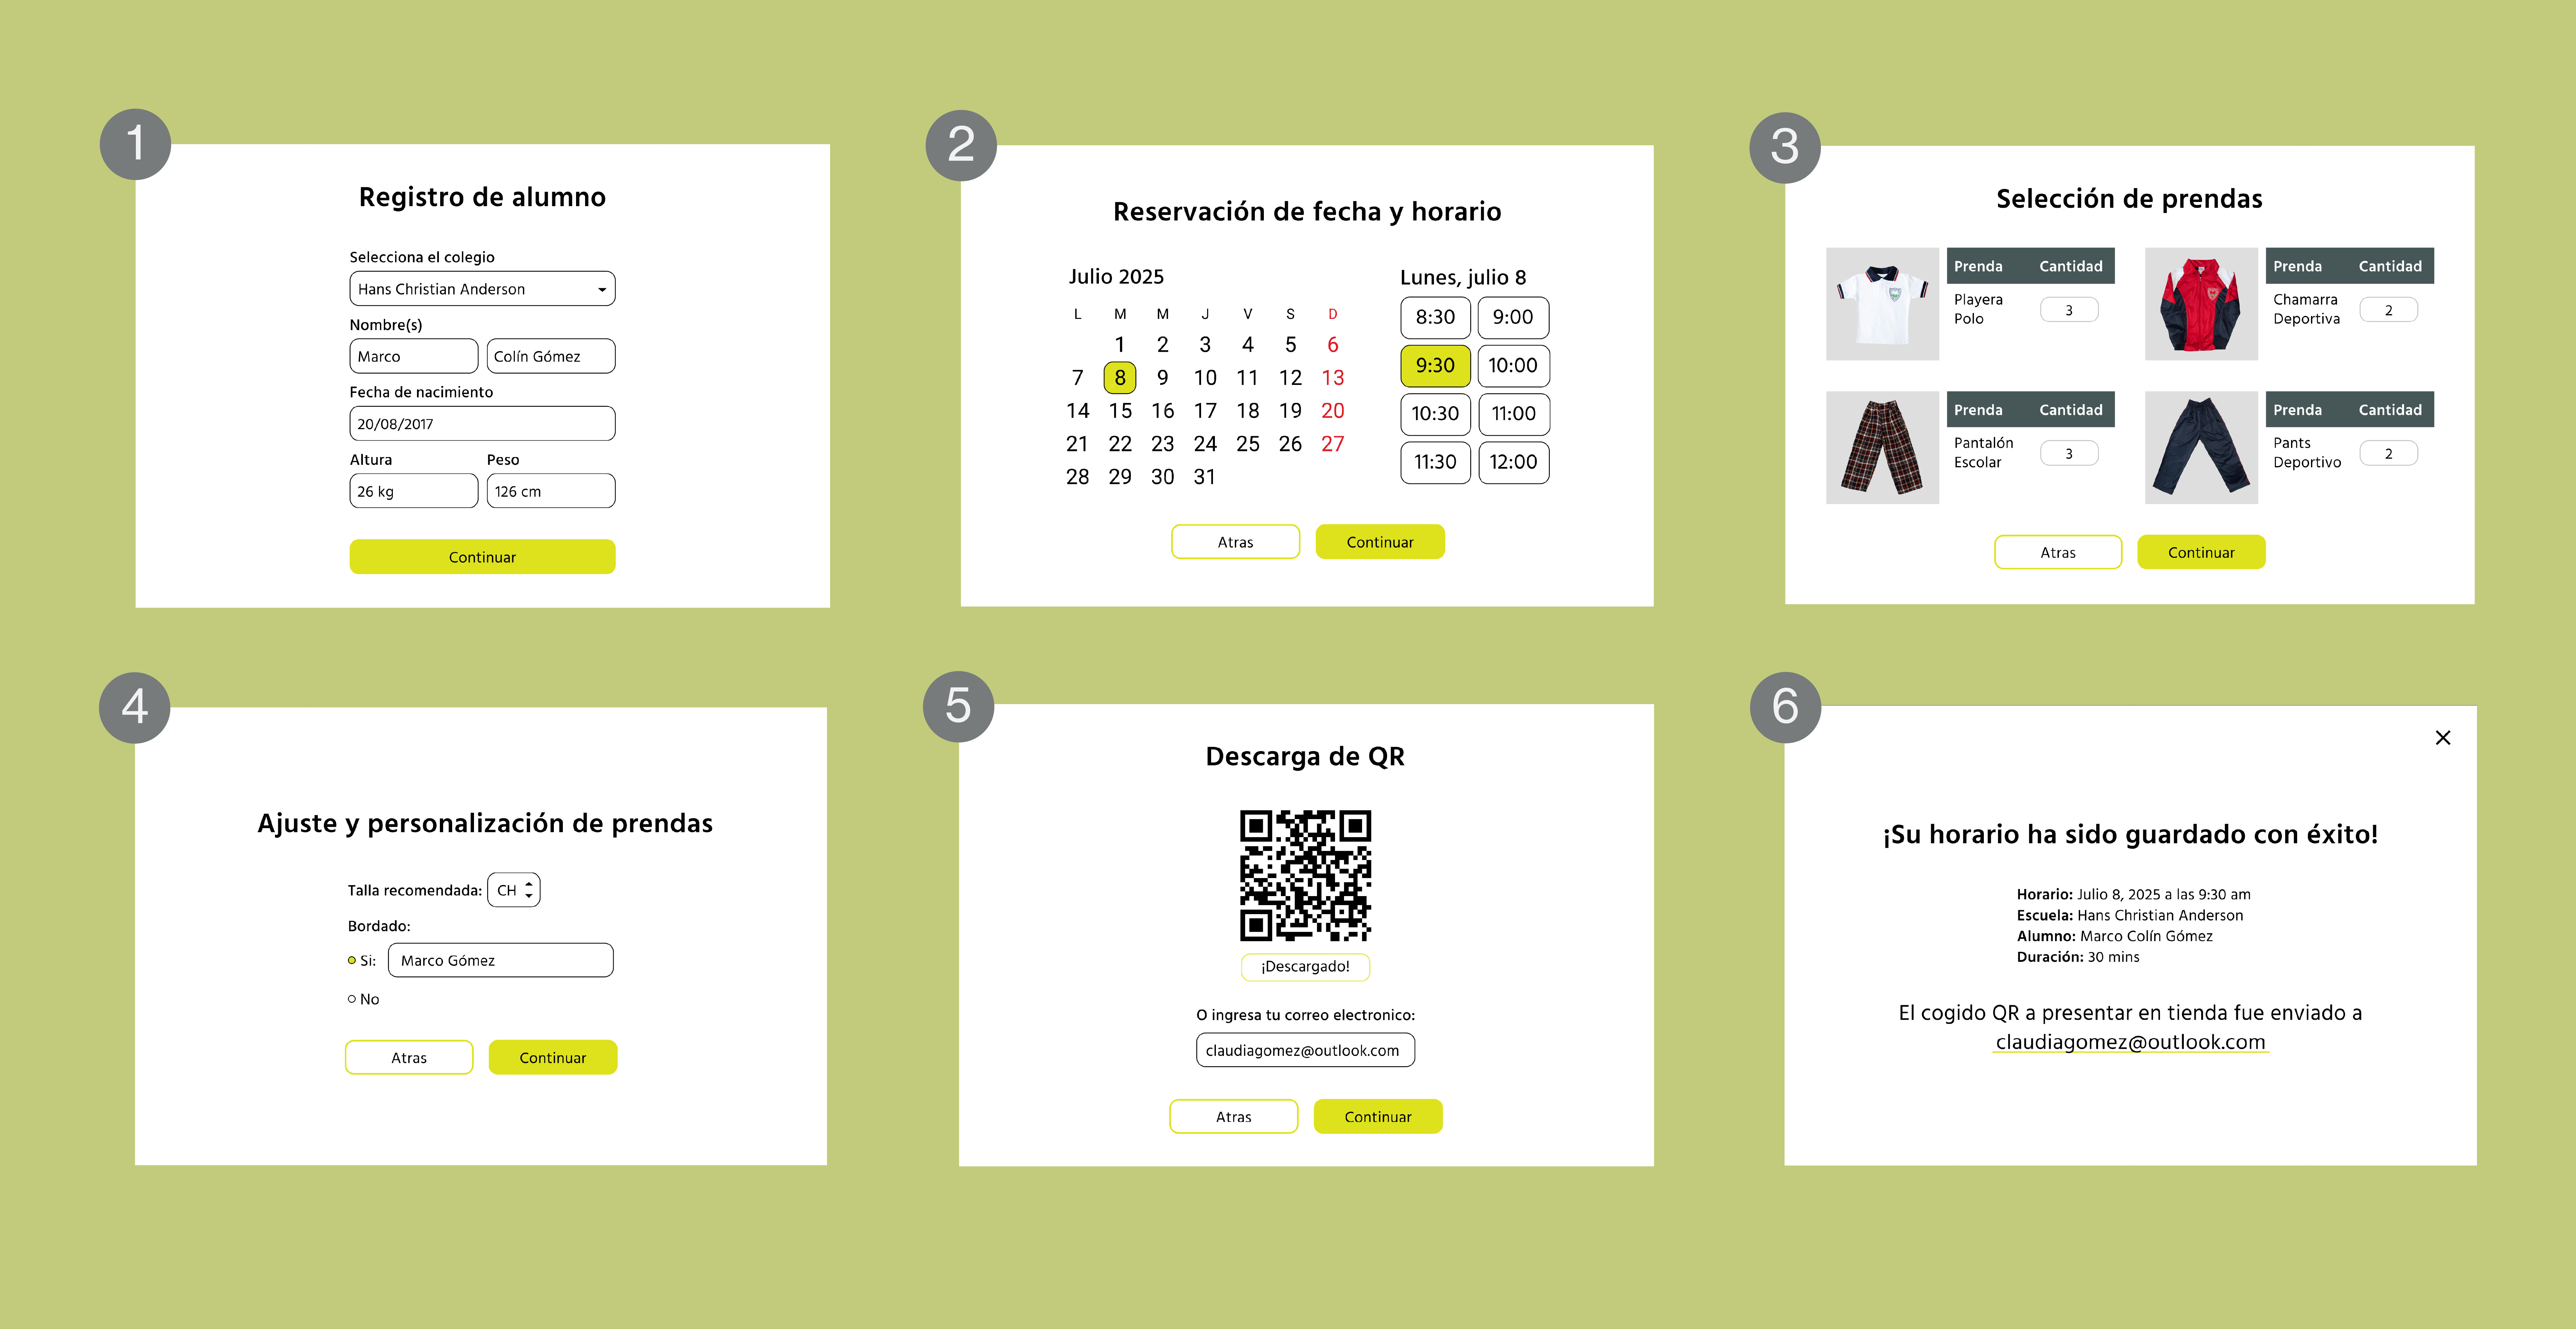 1
Registro de alumno
Selecciona el colegio
Hans Christian Anderson
Nombre(s)
Marco Colín Gómez
Fecha de nacimiento
20/08/2017
Altura Peso
26 kg 126 cm
Continuar
2
Reservación de fecha y horario
Julio 2025
L M M J V S D
1 2 3 4 5 6
7 8 9 10 11 12 13
14 15 16 17 18 19 20
21 22 23 24 25 26 27
28 29 30 31
Lunes, julio 8
8:30 9:00
9:30 10:00
10:30 11:00
11:30 12:00
Atras Continuar
3
Selección de prendas
Prenda Cantidad
Playera
Polo
3
Prenda Cantidad
Chamarra
Deportiva
2
Prenda Cantidad
Pantalón
Escolar
3
Prenda Cantidad
Pants
Deportivo
2
Atras Continuar
4
Ajuste y personalización de prendas
Talla recomendada: CH
Bordado:
Si: Marco Gómez
No
Atras Continuar
5
Descarga de QR
¡Descargado!
O ingresa tu correo electronico:
claudiagomez@outlook.com
Atras Continuar
6
¡Su horario ha sido guardado con éxito!
Horario: Julio 8, 2025 a las 9:30 am
Escuela: Hans Christian Anderson
Alumno: Marco Colín Gómez
Duración: 30 mins
El cogido QR a presentar en tienda fue enviado a
claudiagomez@outlook.com